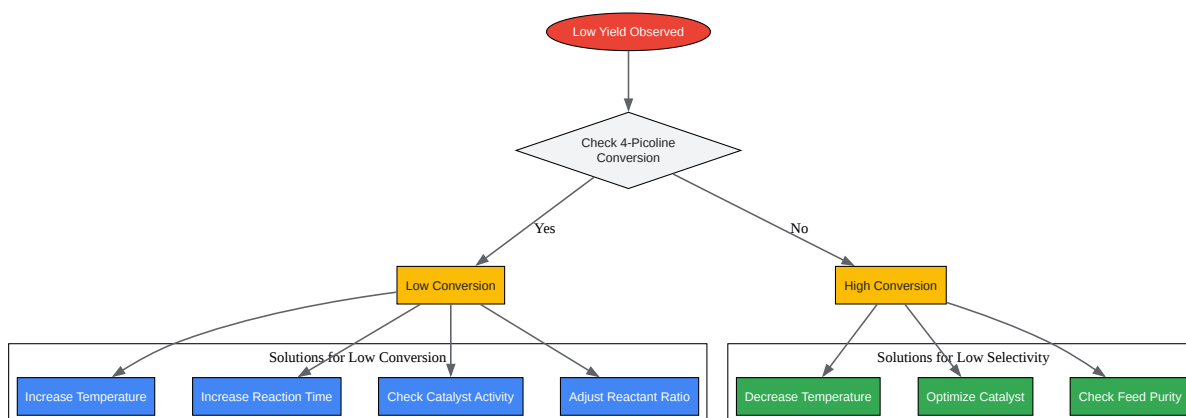 Low Yield Observed
Check 4-Picoline
Conversion
Yes
No
Low Conversion
High Conversion
Solutions for Low Conversion
Solutions for Low Selectivity
Increase Temperature
Increase Reaction Time
Check Catalyst Activity
Adjust Reactant Ratio
Decrease Temperature
Optimize Catalyst
Check Feed Purity